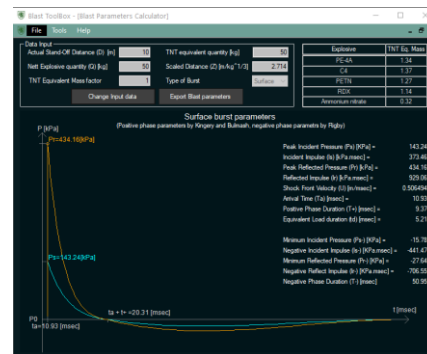 Blast ToolBox - [Blast Parameters Calculator]
File Tools Help
Data Input
Actual Stand-Off Distance (D) [m] 10 TNT equivalent quantity [kg] 50
Nett Explosive quantity (Q) [kg] 50 Scaled Distance (Z) [m/kg^1/3] 2.714
TNT Equivalent Mass factor 1 Type of Burst Surface
Change Input data Export Blast parameters
Explosive TNT Eq. Mass
PE-4A 1.34
C4 1.37
PETN 1.27
RDX 1.14
Ammonium nitrate 0.32
Surface burst parameters
(Positive phase parameters by Kingery and Bulmash, negative phase parametrs by Rigby)
P [kPa]
Pr=434.16[kPa]
Ps=143.24[kPa]
P0
ta=10.93 [msec]
ta + t+ =20.31 [msec]
t [msec]
Peak Incident Pressure (Ps) [KPa] = 143.24
Incident Impulse (Is) [kPa.msec] = 373.46
Peak Reflected Pressure (Pr) [KPa] = 434.16
Reflected Impulse (Ir) [kPa.msec] = 929.06
Shock Front Velocity (U) [m/msec] = 0.506494
Arrival Time (Ta) [msec] = 10.93
Positive Phase Duration (T+) [msec] = 9.37
Equivalent Load duration (td) [msec] = 5.21
Minimum Incident Pressure (Ps-) [KPa] = -15.78
Negative Incident Impulse (Is-) [KPa.msec] = -441.47
Minimum Reflected Pressure (Pr-) [KPa] = -27.64
Negative Reflect Impulse (Ir-) [KPa.msec] = -706.55
Negative Phase Duration (T-) [msec] 50.95